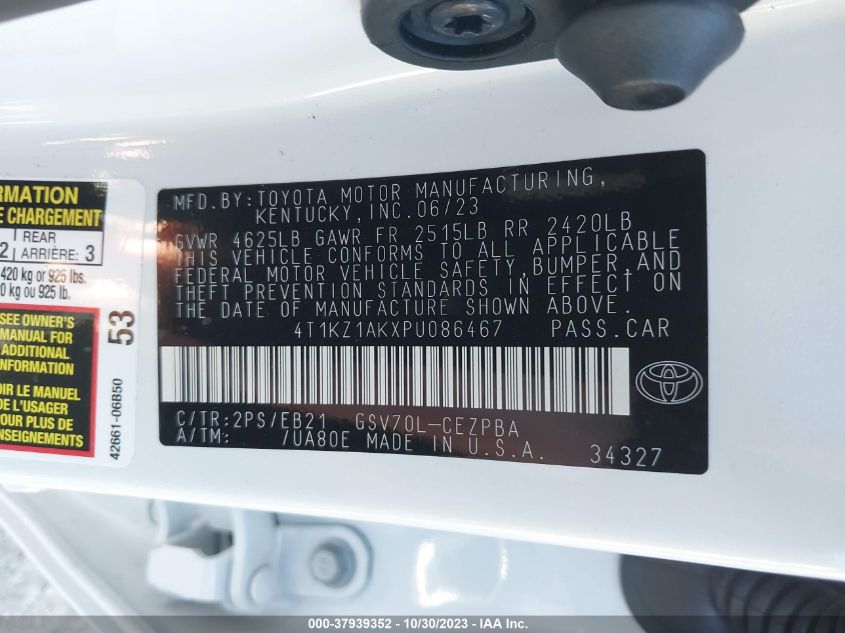 RMATION
E CHARGEMENT
2 REAR
ARRIÈRE: 3
420 kg or 925 lbs.
0 kg ou 925 lb.
SEE OWNER'S
MANUAL FOR
ADDITIONAL
INFORMATION
OIR LE MANUEL
L'USAGER
POUR PLUS DE
ENSEIGNEMENTS
53
42661-06B50
MFD.BY:TOYOTA MOTOR MANUFACTURING,
KENTUCKY,INC.06/23
GVWR 4625LB GAWR FR 2515LB RR 2420LB
THIS VEHICLE CONFORMS TO ALL APPLICABLE
FEDERAL MOTOR VEHICLE SAFETY,BUMPER,AND
THEFT PREVENTION STANDARDS IN EFFECT ON
THE DATE OF MANUFACTURE SHOWN ABOVE.
4T1KZ1AKXPU086467 PASS.CAR
C/TR:2PS/EB21 GSV70L-CEZPBA
A/TM: /UA80E MADE IN U.S.A. 34327
000-37939352 - 10/30/2023 - © IAA Inc.